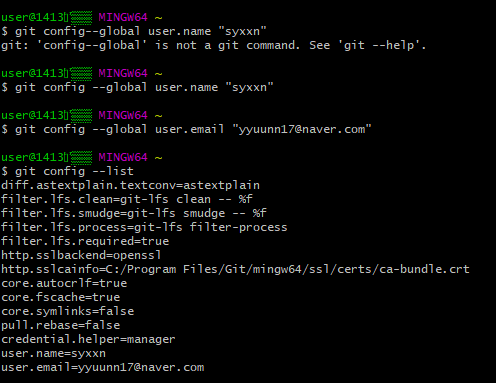 user@1413 MINGW64 ~
$ git config--global user.name "syxxn"
git: 'config--global' is not a git command. See 'git --help'.
user@1413 MINGW64 ~
$ git config --global user.name "syxxn"
user@1413 MINGW64 ~
$ git config --global user.email "yyuunn17@naver.com"
user@1413 MINGW64 ~
$ git config --list
diff.astextplain.textconv=astextplain
filter.lfs.clean=git-lfs clean -- %f
filter.lfs.smudge=git-lfs smudge -- %f
filter.lfs.process=git-lfs filter-process
filter.lfs.required=true
http.sslbackend=openssl
http.sslcainfo=C:/Program Files/Git/mingw64/ssl/certs/ca-bundle.crt
core.autocrlf=true
core.fscache=true
core.symlinks=false
pull.rebase=false
credential.helper=manager
user.name=syxxn
user.email=yyuunn17@naver.com